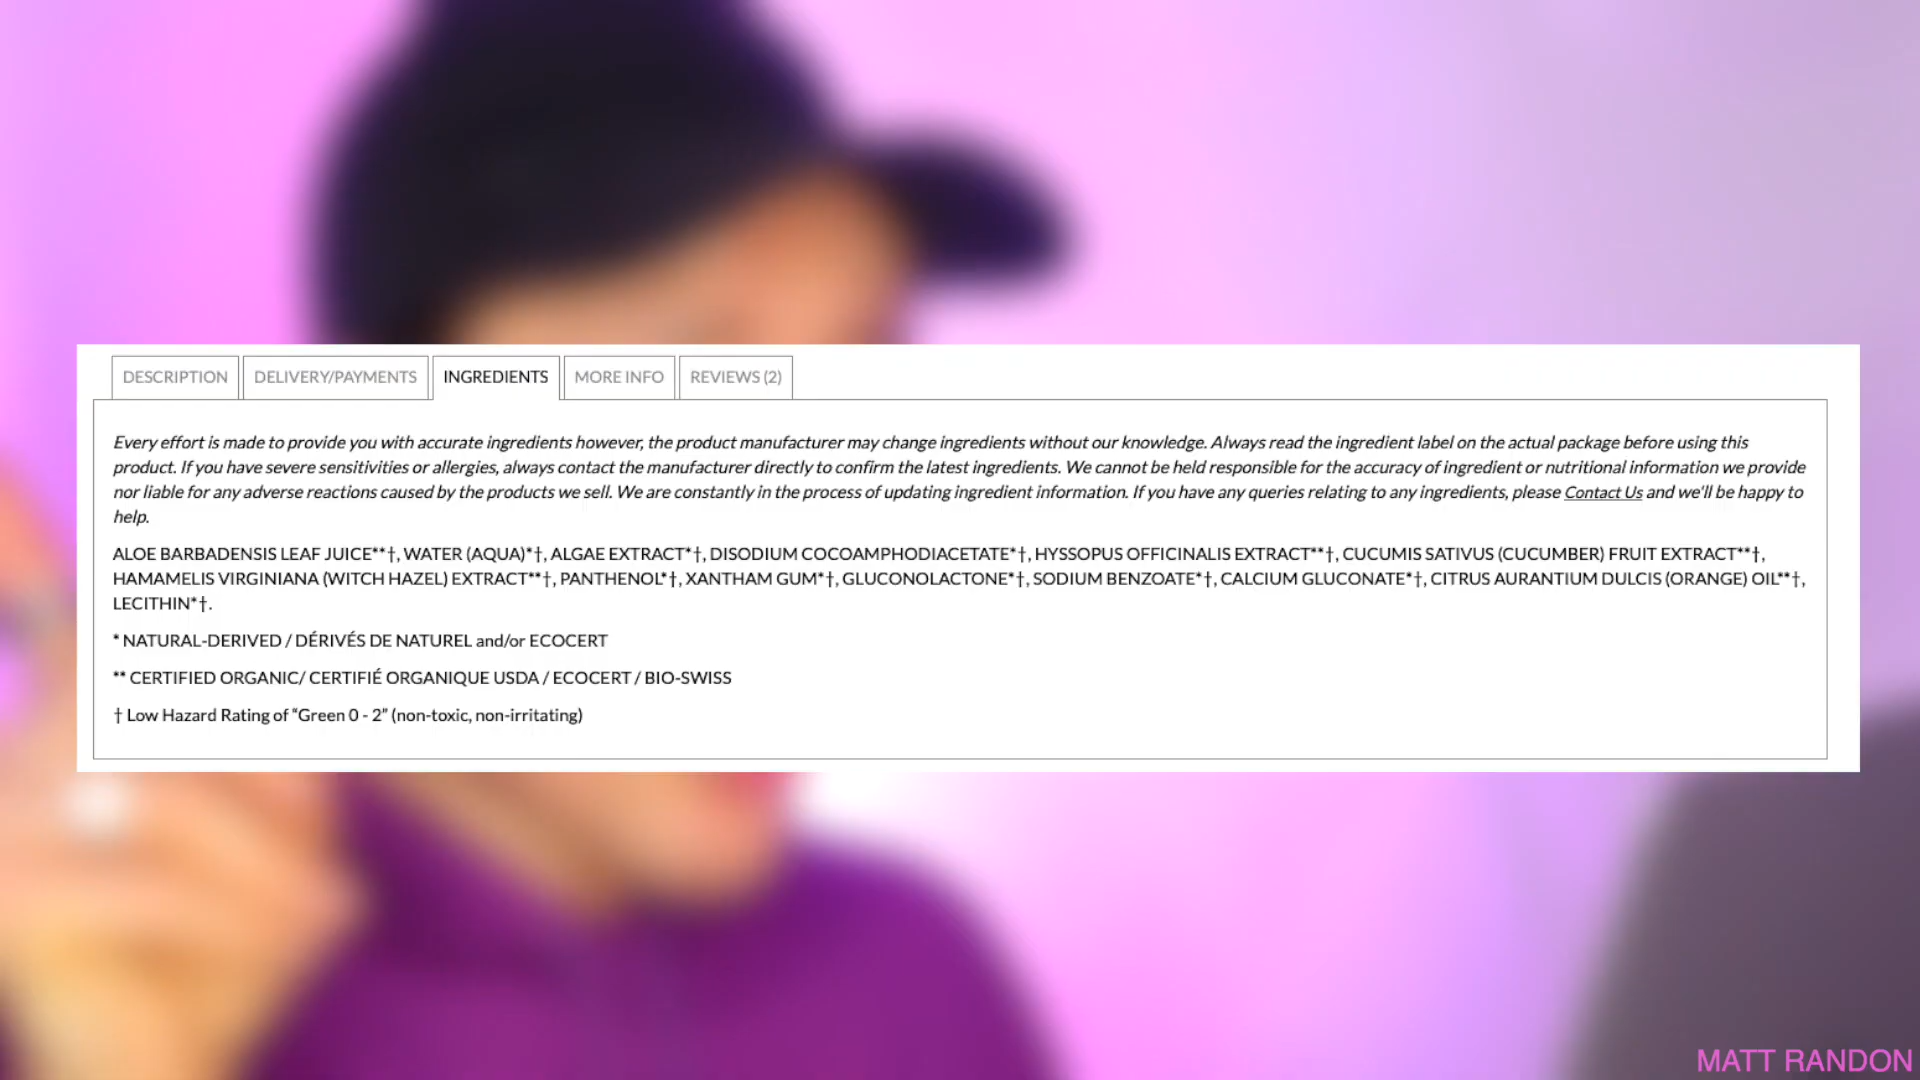 DESCRIPTION DELIVERY/PAYMENTS INGREDIENTS MORE INFO REVIEWS (2)
Every effort is made to provide you with accurate ingredients however, the product manufacturer may change ingredients without our knowledge. Always read the ingredient label on the actual package before using this
product. If you have severe sensitivities or allergies, always contact the manufacturer directly to confirm the latest ingredients. We cannot be held responsible for the accuracy of ingredient or nutritional information we provide
nor liable for any adverse reactions caused by the products we sell. We are constantly in the process of updating ingredient information. If you have any queries relating to any ingredients, please Contact Us and we'll be happy to
help.
ALOE BARBADENSIS LEAF JUICE**†, WATER (AQUA)*†, ALGAE EXTRACT*†, DISODIUM COCOAMPHODIACETATE*†, HYSSOPUS OFFICINALIS EXTRACT**†, CUCUMIS SATIVUS (CUCUMBER) FRUIT EXTRACT**†,
HAMAMELIS VIRGINIANA (WITCH HAZEL) EXTRACT**†, PANTHENOL*†, XANTHAM GUM*†, GLUCONOLACTONE*†, SODIUM BENZOATE*†, CALCIUM GLUCONATE*†, CITRUS AURANTIUM DULCIS (ORANGE) OIL**†,
LECITHIN*†.
* NATURAL-DERIVED / DÉRIVÉS DE NATUREL and/or ECOCERT
** CERTIFIED ORGANIC/ CERTIFIÉ ORGANIQUE USDA / ECOCERT / BIO-SWISS
† Low Hazard Rating of “Green 0 - 2” (non-toxic, non-irritating)
MATT RANDON